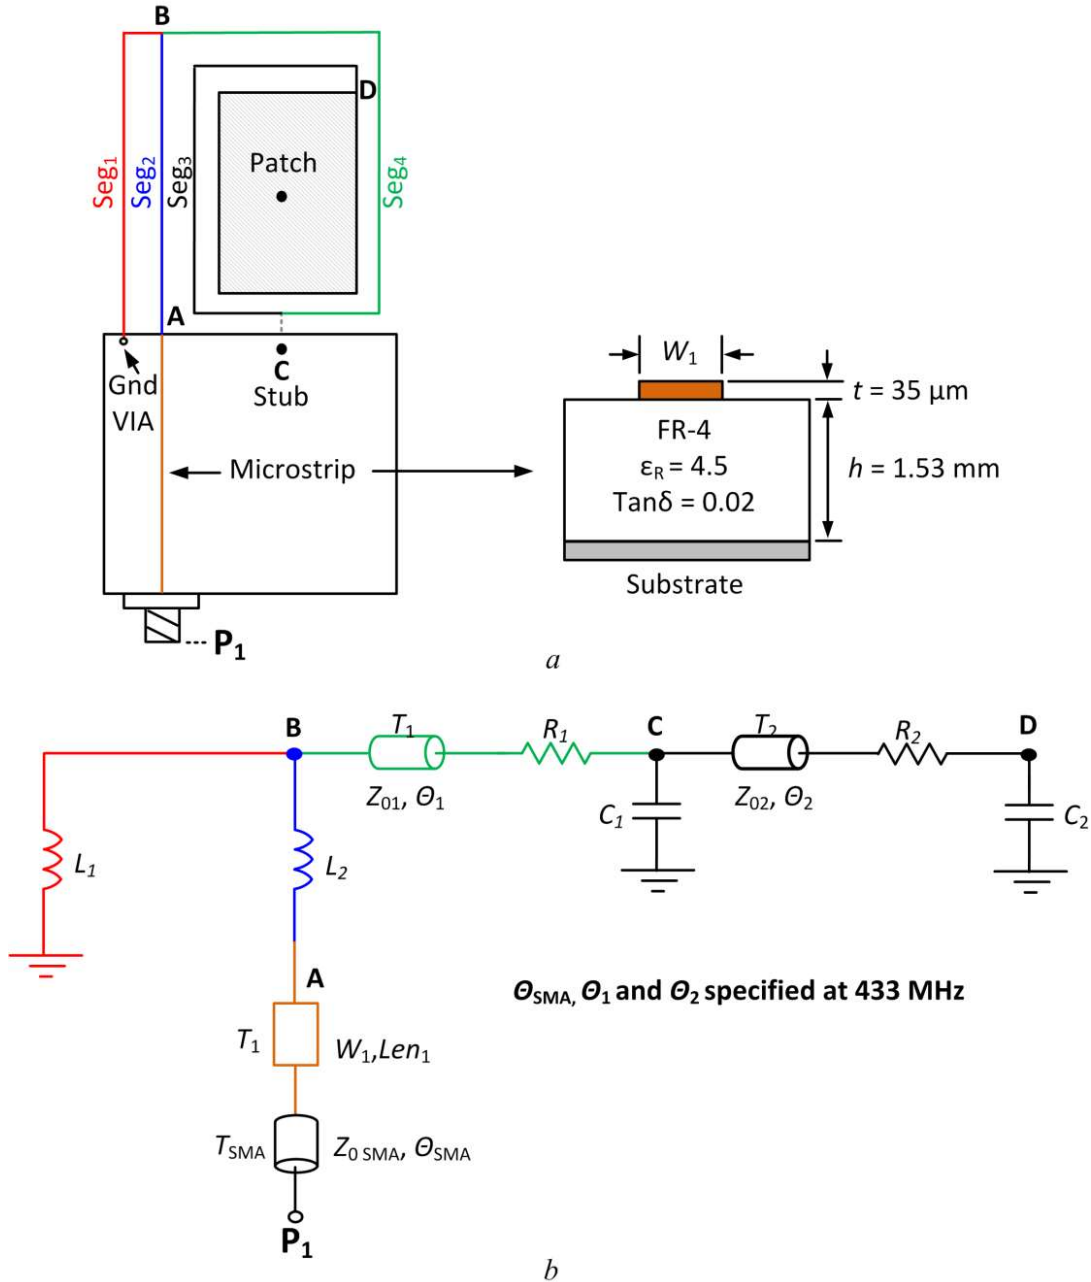 B
D
Seg₁
Seg₂
Seg₃
Patch
Seg₄
A
C
Gnd
VIA
Stub
Microstrip
P₁
W₁
t = 35 µm
FR-4
εR = 4.5
Tanδ = 0.02
h = 1.53 mm
Substrate
a
B
T₁
R₁
C
T₂
R₂
D
Z₀₁, Θ₁
Z₀₂, Θ₂
C₁
C₂
L₁
L₂
A
ΘSMA, Θ₁ and Θ₂ specified at 433 MHz
T₁
W₁,Len₁
TSMA
Z₀ SMA, ΘSMA
P₁
b